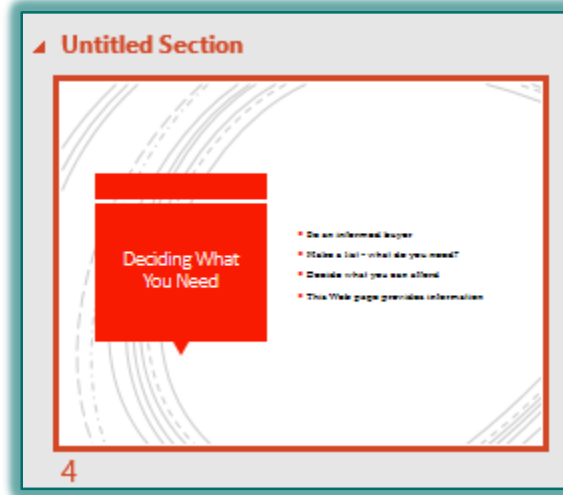 Untitled Section
Deciding What
You Need
Be an informed buyer
Make a list – what do you need?
Decide what you can afford
This Web page provides information
4